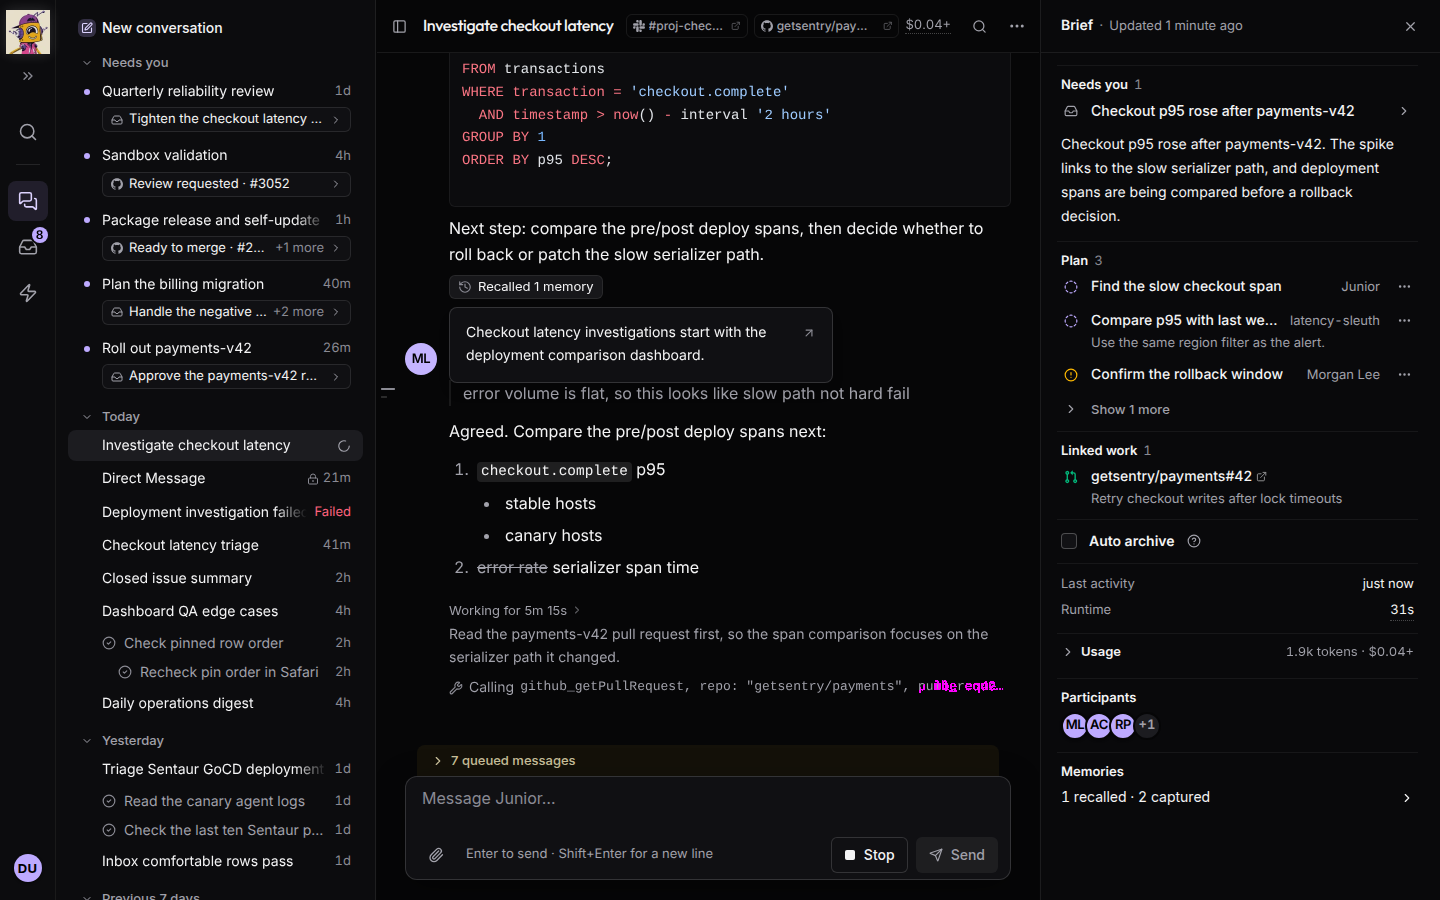 New conversation
Needs you
Quarterly reliability review 1d
Tighten the checkout latency ...
Sandbox validation 4h
Review requested · #3052
Package release and self-update 1h
Ready to merge · #2... +1 more
Plan the billing migration 40m
Handle the negative ... +2 more
Roll out payments-v42 26m
Approve the payments-v42 r...
Today
Investigate checkout latency
Direct Message 21m
Deployment investigation failed Failed
Checkout latency triage 41m
Closed issue summary 2h
Dashboard QA edge cases 4h
Check pinned row order 2h
Recheck pin order in Safari 2h
Daily operations digest 4h
Yesterday
Triage Sentaur GoCD deployment 1d
Read the canary agent logs 1d
Check the last ten Sentaur p... 1d
Inbox comfortable rows pass 1d
Previous 7 days
8
DU
Investigate checkout latency #proj-chec... getsentry/pay... $0.04+
FROM transactions
WHERE transaction = 'checkout.complete'
AND timestamp > now() - interval '2 hours'
GROUP BY 1
ORDER BY p95 DESC;
Next step: compare the pre/post deploy spans, then decide whether to
roll back or patch the slow serializer path.
Recalled 1 memory
Checkout latency investigations start with the
deployment comparison dashboard.
ML
error volume is flat, so this looks like slow path not hard fail
Agreed. Compare the pre/post deploy spans next:
1. checkout.complete p95
• stable hosts
• canary hosts
2. error rate serializer span time
Working for 5m 15s
Read the payments-v42 pull request first, so the span comparison focuses on the
serializer path it changed.
Calling github_getPullRequest, repo: "getsentry/payments",
7 queued messages
Message Junior...
Enter to send · Shift+Enter for a new line
Stop
Send
Brief · Updated 1 minute ago
Needs you 1
Checkout p95 rose after payments-v42
Checkout p95 rose after payments-v42. The spike
links to the slow serializer path, and deployment
spans are being compared before a rollback
decision.
Plan 3
Find the slow checkout span Junior
Compare p95 with last we... latency-sleuth
Use the same region filter as the alert.
Confirm the rollback window Morgan Lee
Show 1 more
Linked work 1
getsentry/payments#42
Retry checkout writes after lock timeouts
Auto archive
Last activity just now
Runtime 31s
Usage 1.9k tokens · $0.04+
Participants
ML AC RP +1
Memories
1 recalled · 2 captured